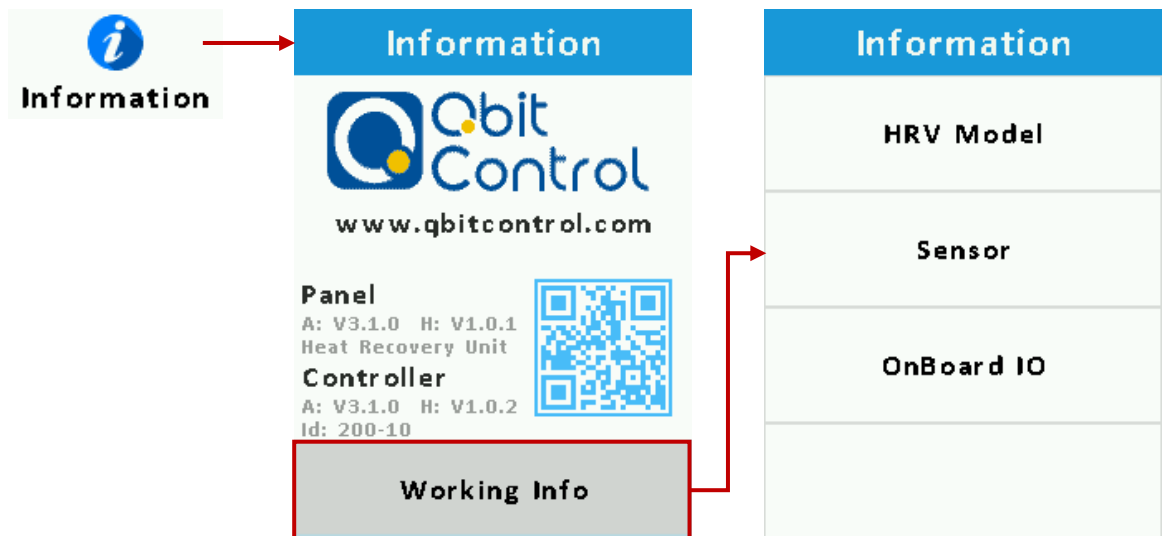 Information
Information
Qbit
Control
www.qbitcontrol.com
Panel
A: V3.1.0 H: V1.0.1
Heat Recovery Unit
Controller
A: V3.1.0 H: V1.0.2
Id: 200-10
Working Info
Information
HRV Model
Sensor
OnBoard IO